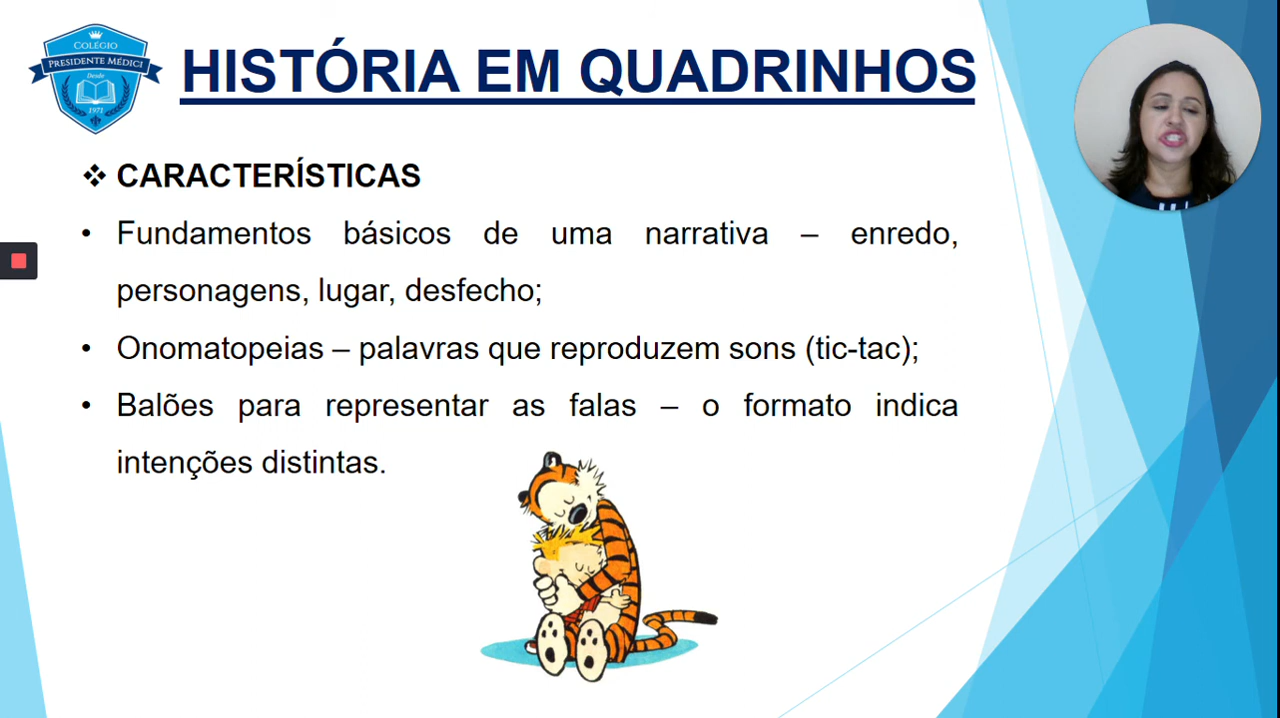 COLÉGIO
PRESIDENTE MÉDICI
Desde
1971
HISTÓRIA EM QUADRINHOS
❖ CARACTERÍSTICAS
• Fundamentos básicos de uma narrativa – enredo,
personagens, lugar, desfecho;
• Onomatopeias – palavras que reproduzem sons (tic-tac);
• Balões para representar as falas – o formato indica
intenções distintas.